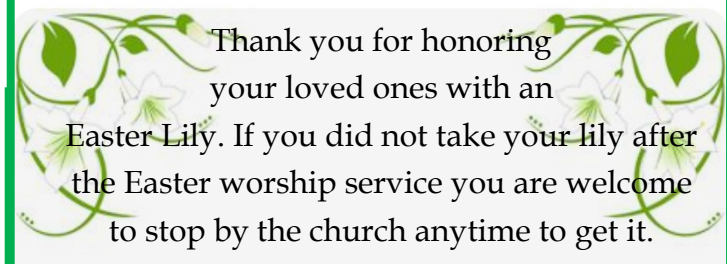 Thank you for honoring
your loved ones with an
Easter Lily. If you did not take your lily after
the Easter worship service you are welcome
to stop by the church anytime to get it.